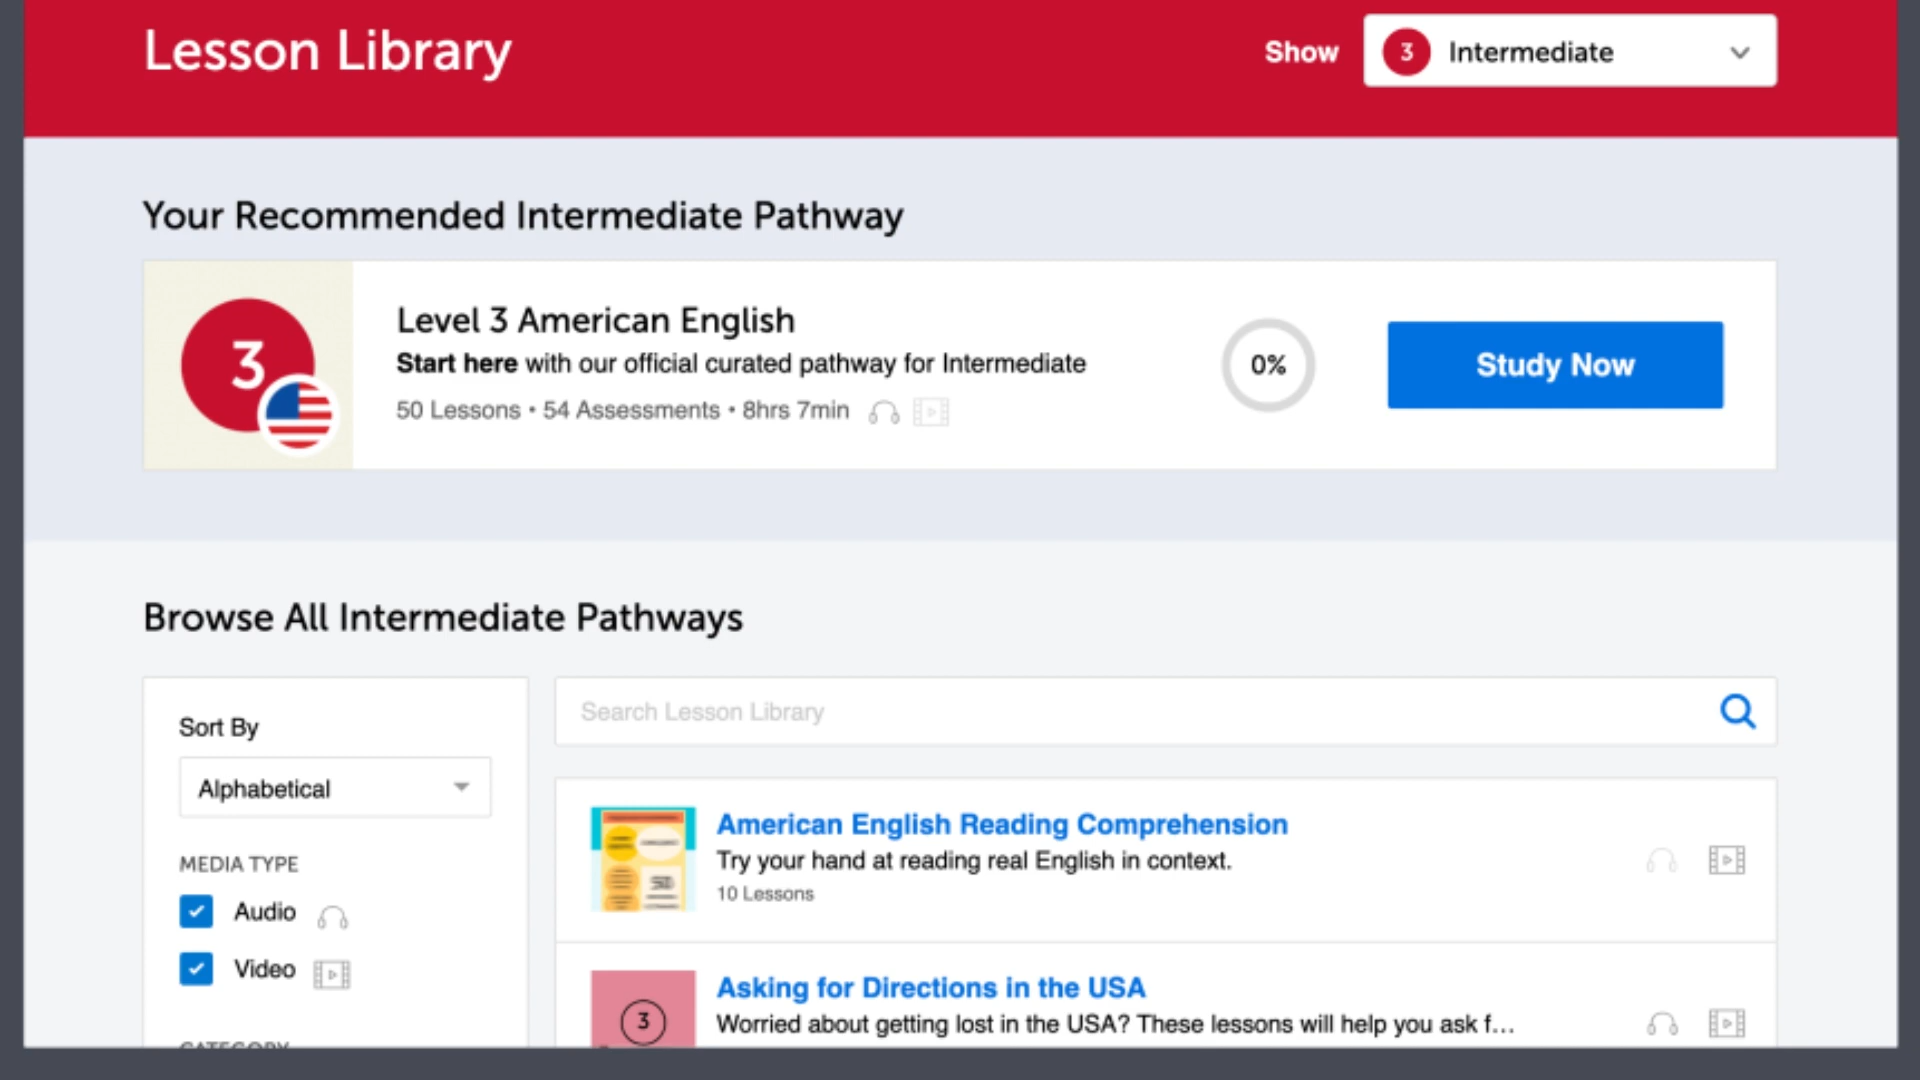 Lesson Library
Show
3 Intermediate
Your Recommended Intermediate Pathway
3
Level 3 American English
Start here with our official curated pathway for Intermediate
50 Lessons • 54 Assessments • 8hrs 7min
0%
Study Now
Browse All Intermediate Pathways
Sort By
Alphabetical
MEDIA TYPE
Audio
Video
CATEGORY
Search Lesson Library
American English Reading Comprehension
Try your hand at reading real English in context.
10 Lessons
3
Asking for Directions in the USA
Worried about getting lost in the USA? These lessons will help you ask f...